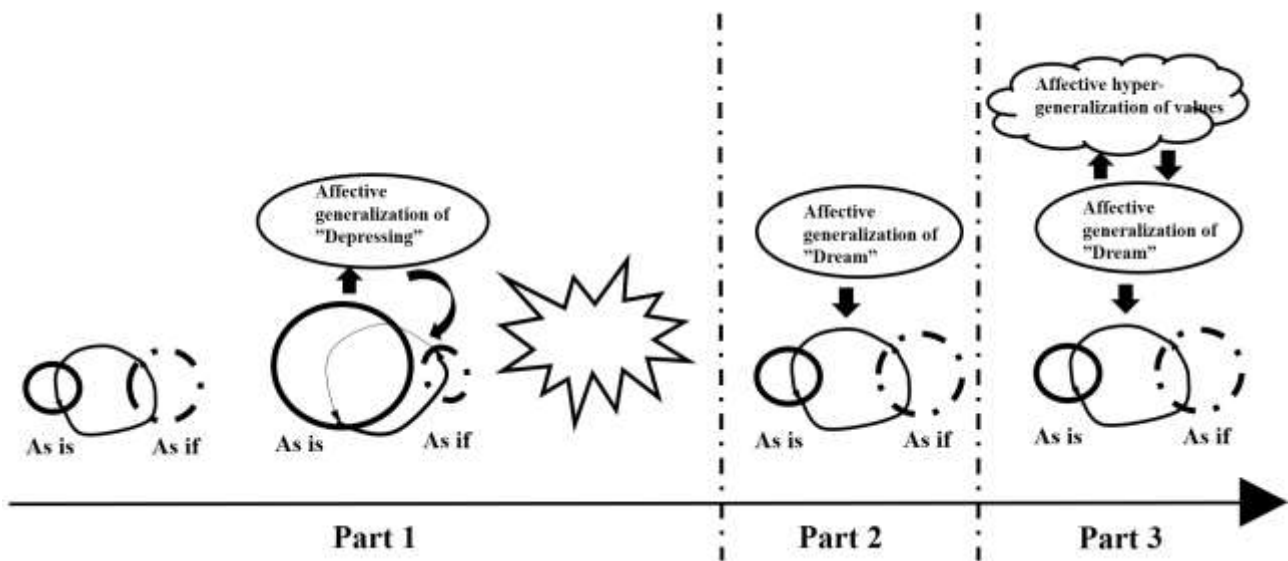 Affective hyper-
generalization of values
Affective
generalization of
”Depressing”
Affective
generalization of
”Dream”
Affective
generalization of
”Dream”
As is
As if
As is
As if
As is
As if
As is
As if
Part 1
Part 2
Part 3